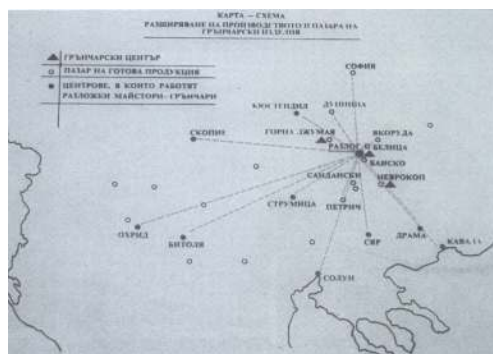 КАРТА — СХЕМА
РАЗШИРЯВАНЕ НА ПРОИЗВОДСТВОТО И ПАЗАРА НА
ГРЪНЧАРСКИ ИЗДЕЛИЯ
ГРЪНЧАРСКИ ЦЕНТЪР
ПАЗАР НА ГОТОВА ПРОДУКЦИЯ
ЦЕНТРОВЕ, В КОИТО РАБОТЯТ
РАЗЛОЖКИ МАЙСТОРИ - ГРЪНЧАРИ
СОФИЯ
КЮСТЕНДИЛ
ДУПНИЦА
СКОПИЕ
ГОРНА ДЖУМАЯ
ЯКОРУДА
РАЗЛОГ
БЕЛИЦА
БАНСКО
САНДАНСКИ
НЕВРОКОП
СТРУМИЦА
ПЕТРИЧ
ОХРИД
БИТОЛЯ
СЯР
ДРАМА
КАВАЛА
СОЛУН